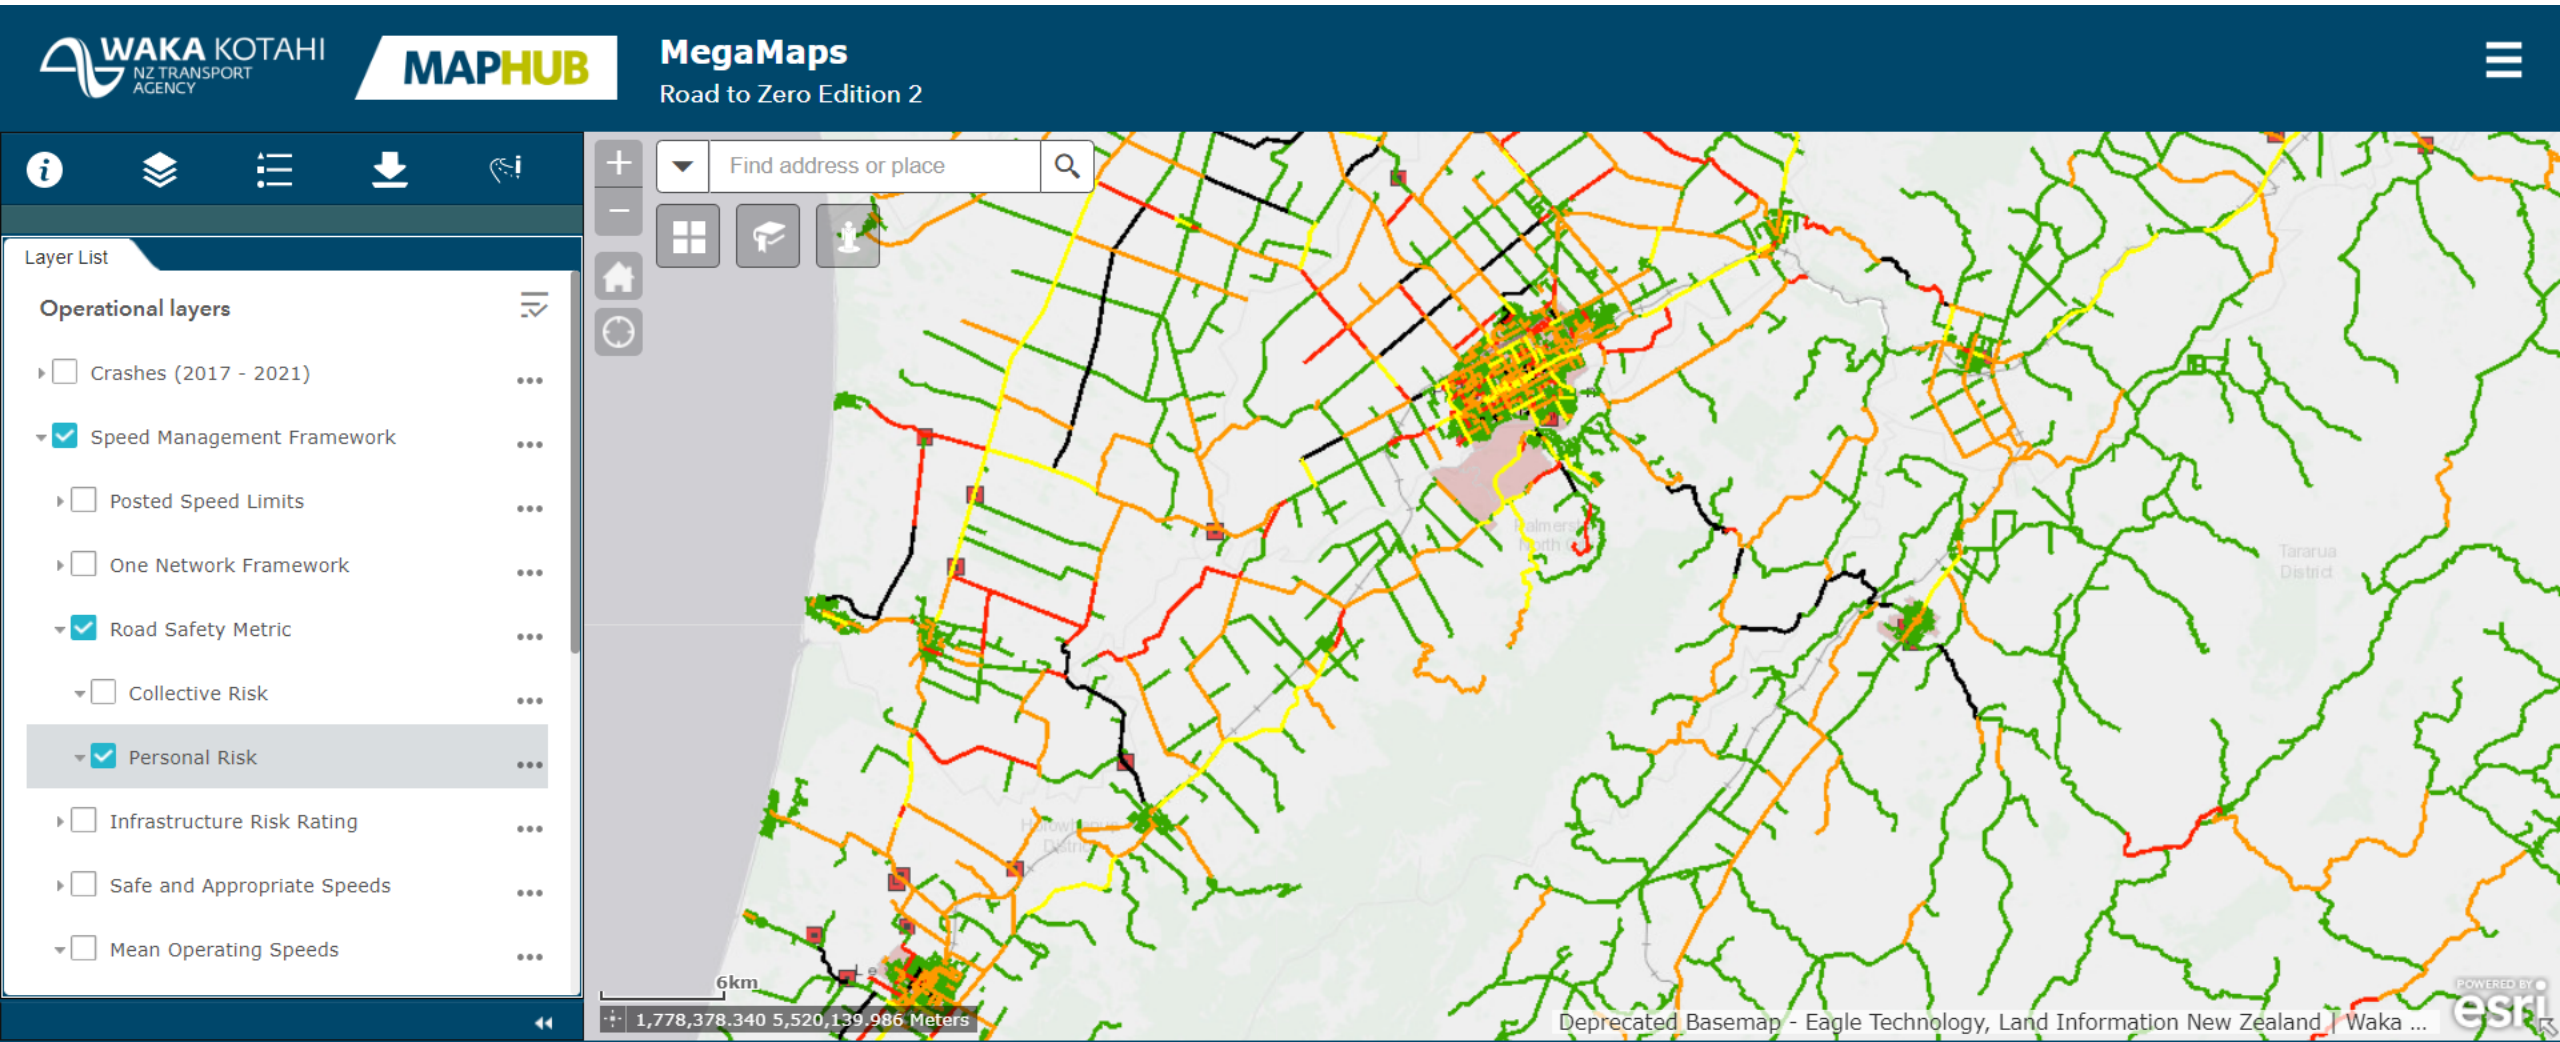 WAKA KOTAHI
NZ TRANSPORT
AGENCY
MAPHUB
MegaMaps
Road to Zero Edition 2
Find address or place
Layer List
Operational layers
Crashes (2017 - 2021)
Speed Management Framework
Posted Speed Limits
One Network Framework
Road Safety Metric
Collective Risk
Personal Risk
Infrastructure Risk Rating
Safe and Appropriate Speeds
Mean Operating Speeds
North
Tararua
District
District
Le
6km
1,778,378.340 5,520,139.986 Meters
Deprecated Basemap - Eagle Technology, Land Information New Zealand | Waka ...
POWERED BY
esri